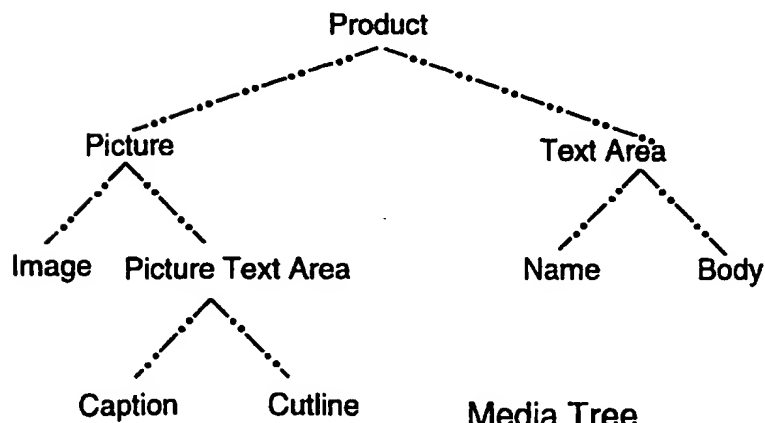 Product
Picture Text Area
Image Picture Text Area Name Body
Caption Cutline
Media Tree